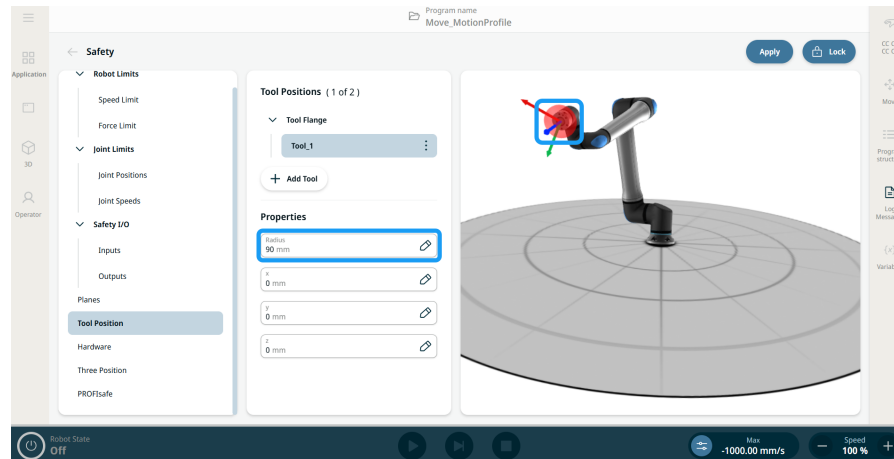 Program name
Move_MotionProfile
Safety
Apply
Lock
Application
3D
Operator
Robot Limits
Speed Limit
Force Limit
Joint Limits
Joint Positions
Joint Speeds
Safety I/O
Inputs
Outputs
Planes
Tool Position
Hardware
Three Position
PROFIsafe
Tool Positions (1 of 2)
Tool Flange
Tool_1
Add Tool
Properties
Radius
90 mm
x
0 mm
y
0 mm
z
0 mm
Robot State
Off
Max
-1000.00 mm/s
Speed
100 %